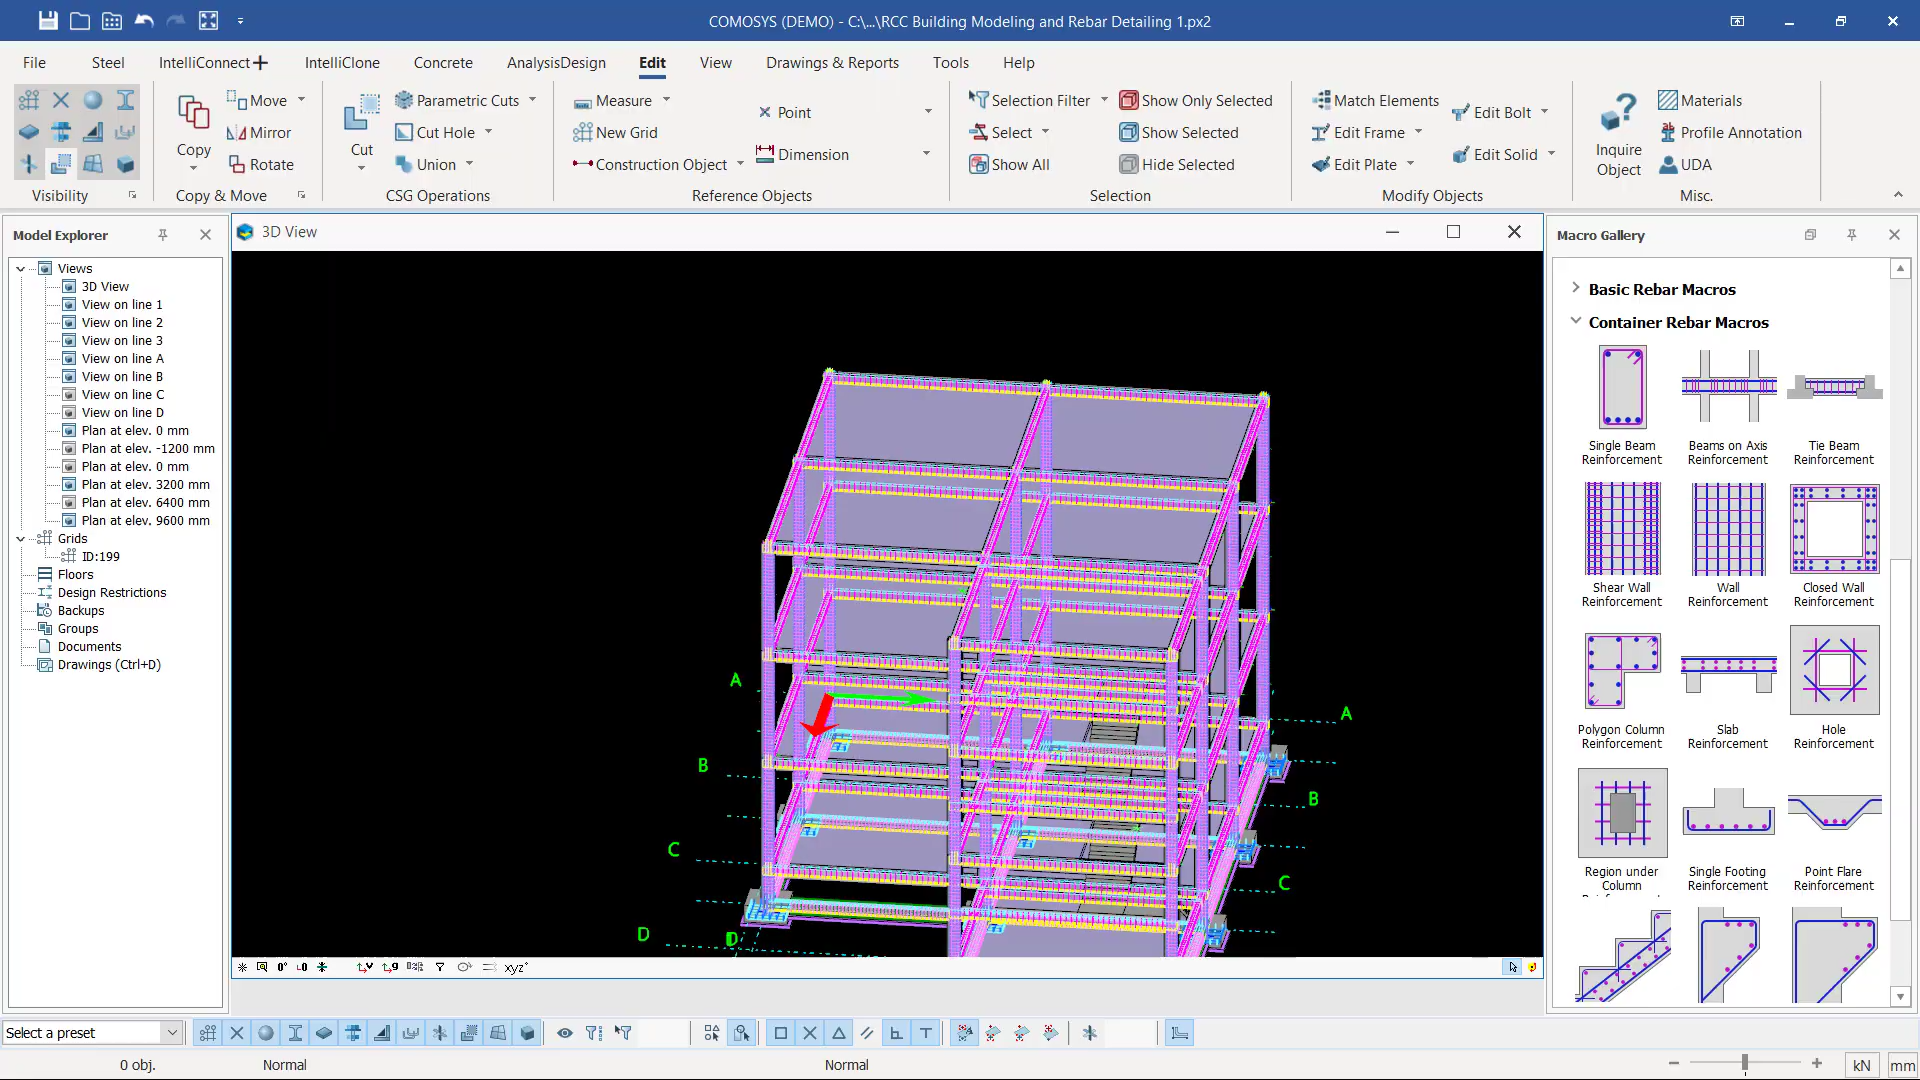 COMOSYS (DEMO) - C:\...\RCC Building Modeling and Rebar Detailing 1.px2
File Steel IntelliConnect+ IntelliClone Concrete AnalysisDesign Edit View Drawings & Reports Tools Help
Visibility
Copy
Move
Mirror
Rotate
Copy & Move
Cut
Parametric Cuts
Cut Hole
Union
CSG Operations
Measure
New Grid
Construction Object
Point
Dimension
Reference Objects
Selection Filter
Select
Show All
Show Only Selected
Show Selected
Hide Selected
Selection
Match Elements
Edit Frame
Edit Plate
Edit Bolt
Edit Solid
Modify Objects
Inquire
Object
Materials
Profile Annotation
UDA
Misc.
Model Explorer
Views
3D View
View on line 1
View on line 2
View on line 3
View on line A
View on line B
View on line C
View on line D
Plan at elev. 0 mm
Plan at elev. -1200 mm
Plan at elev. 0 mm
Plan at elev. 3200 mm
Plan at elev. 6400 mm
Plan at elev. 9600 mm
Grids
ID:199
Floors
Design Restrictions
Backups
Groups
Documents
Drawings (Ctrl+D)
3D View
A
A
B
B
C
C
D
D
xyz
Macro Gallery
Basic Rebar Macros
Container Rebar Macros
Single Beam
Reinforcement
Beams on Axis
Reinforcement
Tie Beam
Reinforcement
Shear Wall
Reinforcement
Wall
Reinforcement
Closed Wall
Reinforcement
Polygon Column
Reinforcement
Slab
Reinforcement
Hole
Reinforcement
Region under
Column
Single Footing
Reinforcement
Point Flare
Reinforcement
Select a preset
0 obj.
Normal
Normal
kN
mm